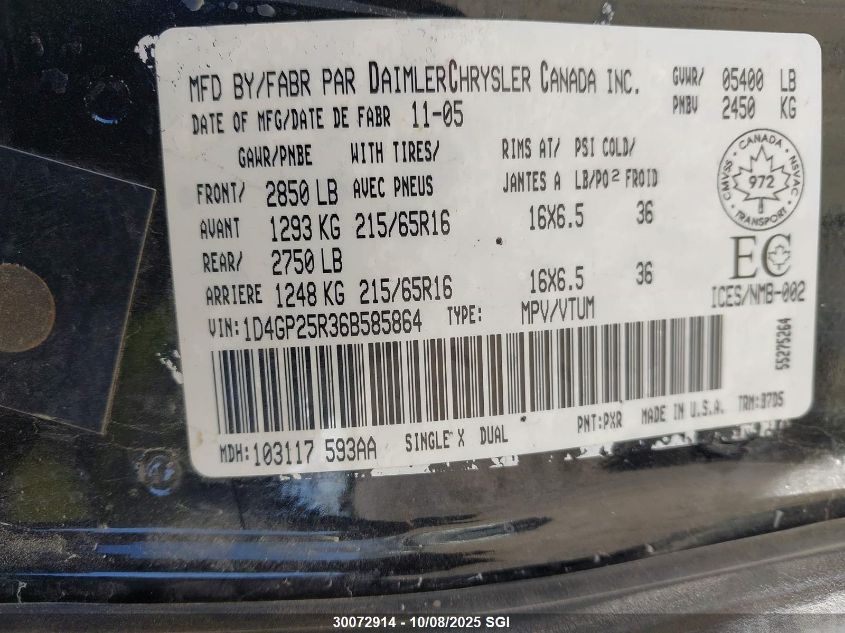 MFD BY/FABR PAR DAIMLERCHRYSLER CANADA INC. GVWR/ 05400 LB
DATE OF MFG/DATE DE FABR 11-05 PNBV 2450 KG
GAWR/PNBE WITH TIRES/ RIMS AT/ PSI COLD/
FRONT/ 2850 LB AVEC PNEUS JANTES A LB/PO² FROID
AVANT 1293 KG 215/65R16 16X6.5 36
REAR/ 2750 LB
ARRIERE 1248 KG 215/65R16 16X6.5 36
CANADA
CMVSS 972 NSVAC
TRANSPORT
EC
ICES/NMB-002
VIN:1D4GP25R36B585864 TYPE: MPV/VTUM
55275264
MDH:103117 593AA SINGLE X DUAL PNT:PXR MADE IN U.S.A. TRM:B7D5
30072914 - 10/08/2025 SGI